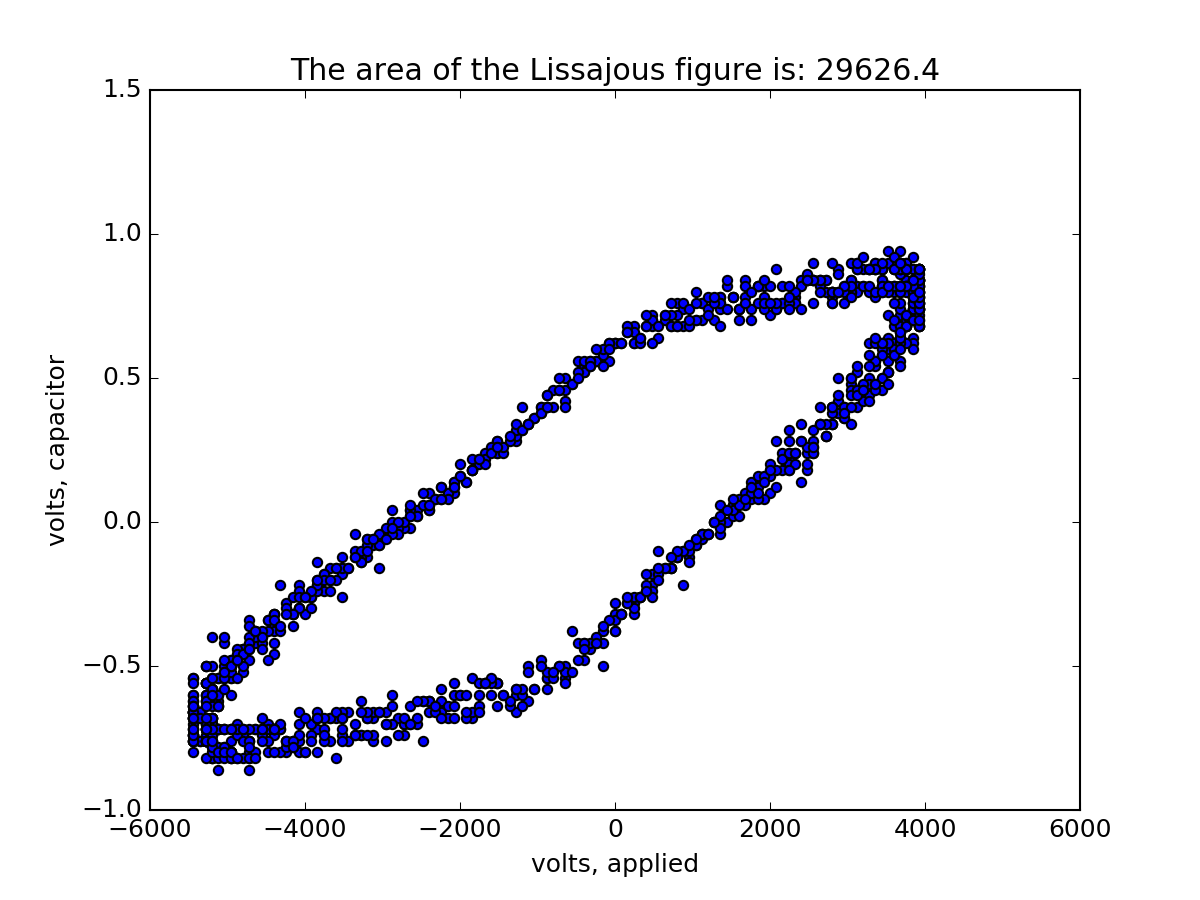 The area of the Lissajous figure is: 29626.4
1.5
1.0
0.5
0.0
−0.5
−1.0
volts, capacitor
−6000 −4000 −2000 0 2000 4000 6000
volts, applied